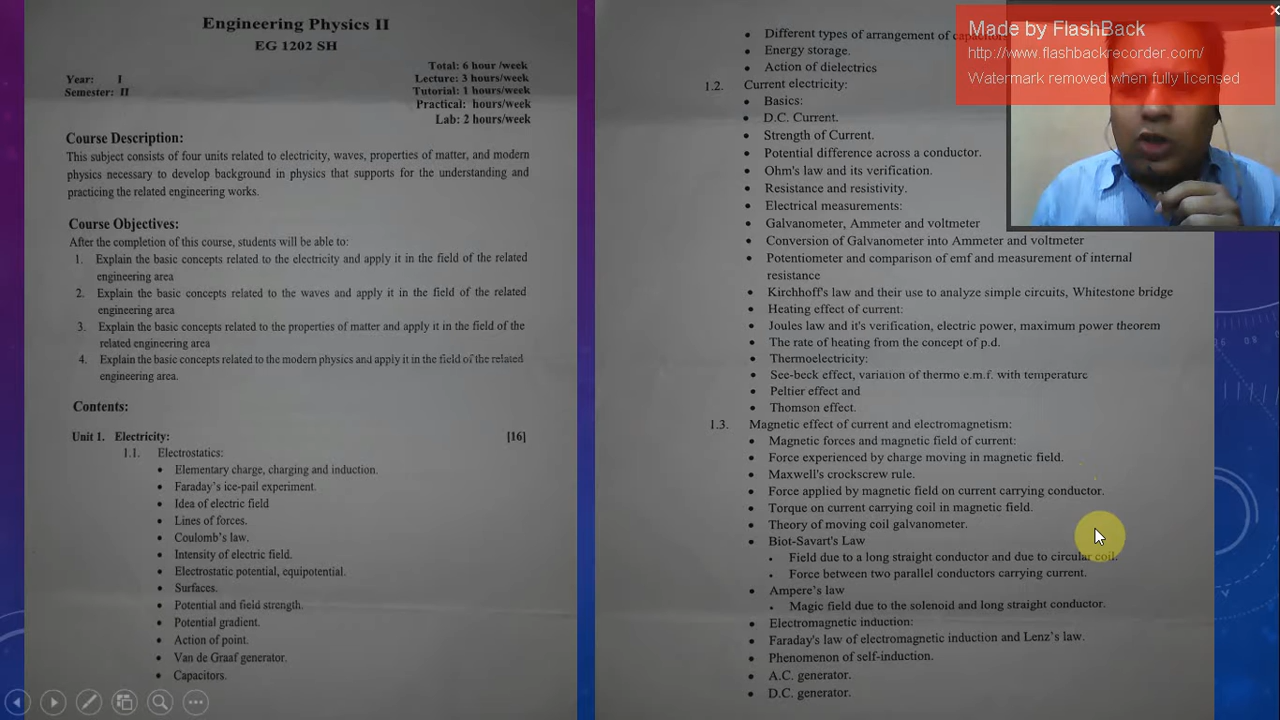 Engineering Physics II
EG 1202 SH
Total: 6 hour /week
Year: I
Lecture: 3 hours/week
Semester: II
Tutorial: 1 hours/week
Practical: hours/week
Lab: 2 hours/week
Course Description:
This subject consists of four units related to electricity, waves, properties of matter, and modern
physics necessary to develop background in physics that supports for the understanding and
practicing the related engineering works.
Course Objectives:
After the completion of this course, students will be able to:
1. Explain the basic concepts related to the electricity and apply it in the field of the related
engineering area
2. Explain the basic concepts related to the waves and apply it in the field of the related
engineering area
3. Explain the basic concepts related to the properties of matter and apply it in the field of the
related engineering area
4. Explain the basic concepts related to the modern physics and apply it in the field of the related
engineering area.
Contents:
Unit 1. Electricity: [16]
1.1. Electrostatics:
• Elementary charge, charging and induction.
• Faraday's ice-pail experiment.
• Idea of electric field
• Lines of forces.
• Coulomb's law.
• Intensity of electric field.
• Electrostatic potential, equipotential.
• Surfaces.
• Potential and field strength.
• Potential gradient.
• Action of point.
• Van de Graaf generator.
• Capacitors.
• Different types of arrangement of capacitors
• Energy storage.
• Action of dielectrics
1.2. Current electricity:
• Basics:
• D.C. Current.
• Strength of Current.
• Potential difference across a conductor.
• Ohm's law and its verification.
• Resistance and resistivity.
• Electrical measurements:
• Galvanometer, Ammeter and voltmeter
• Conversion of Galvanometer into Ammeter and voltmeter
• Potentiometer and comparison of emf and measurement of internal
resistance
• Kirchhoff's law and their use to analyze simple circuits, Whitestone bridge
• Heating effect of current:
• Joules law and it's verification, electric power, maximum power theorem
• The rate of heating from the concept of p.d.
• Thermoelectricity:
• See-beck effect, variation of thermo e.m.f. with temperature
• Peltier effect and
• Thomson effect.
1.3. Magnetic effect of current and electromagnetism:
• Magnetic forces and magnetic field of current:
• Force experienced by charge moving in magnetic field.
• Maxwell's crockscrew rule.
• Force applied by magnetic field on current carrying conductor.
• Torque on current carrying coil in magnetic field.
• Theory of moving coil galvanometer.
• Biot-Savart's Law
• Field due to a long straight conductor and due to circular coil.
• Force between two parallel conductors carrying current.
• Ampere's law
• Magic field due to the solenoid and long straight conductor.
• Electromagnetic induction:
• Faraday's law of electromagnetic induction and Lenz's law.
• Phenomenon of self-induction.
• A.C. generator.
• D.C. generator.
Made by FlashBack
http://www.flashbackrecorder.com/
Watermark removed when fully licensed